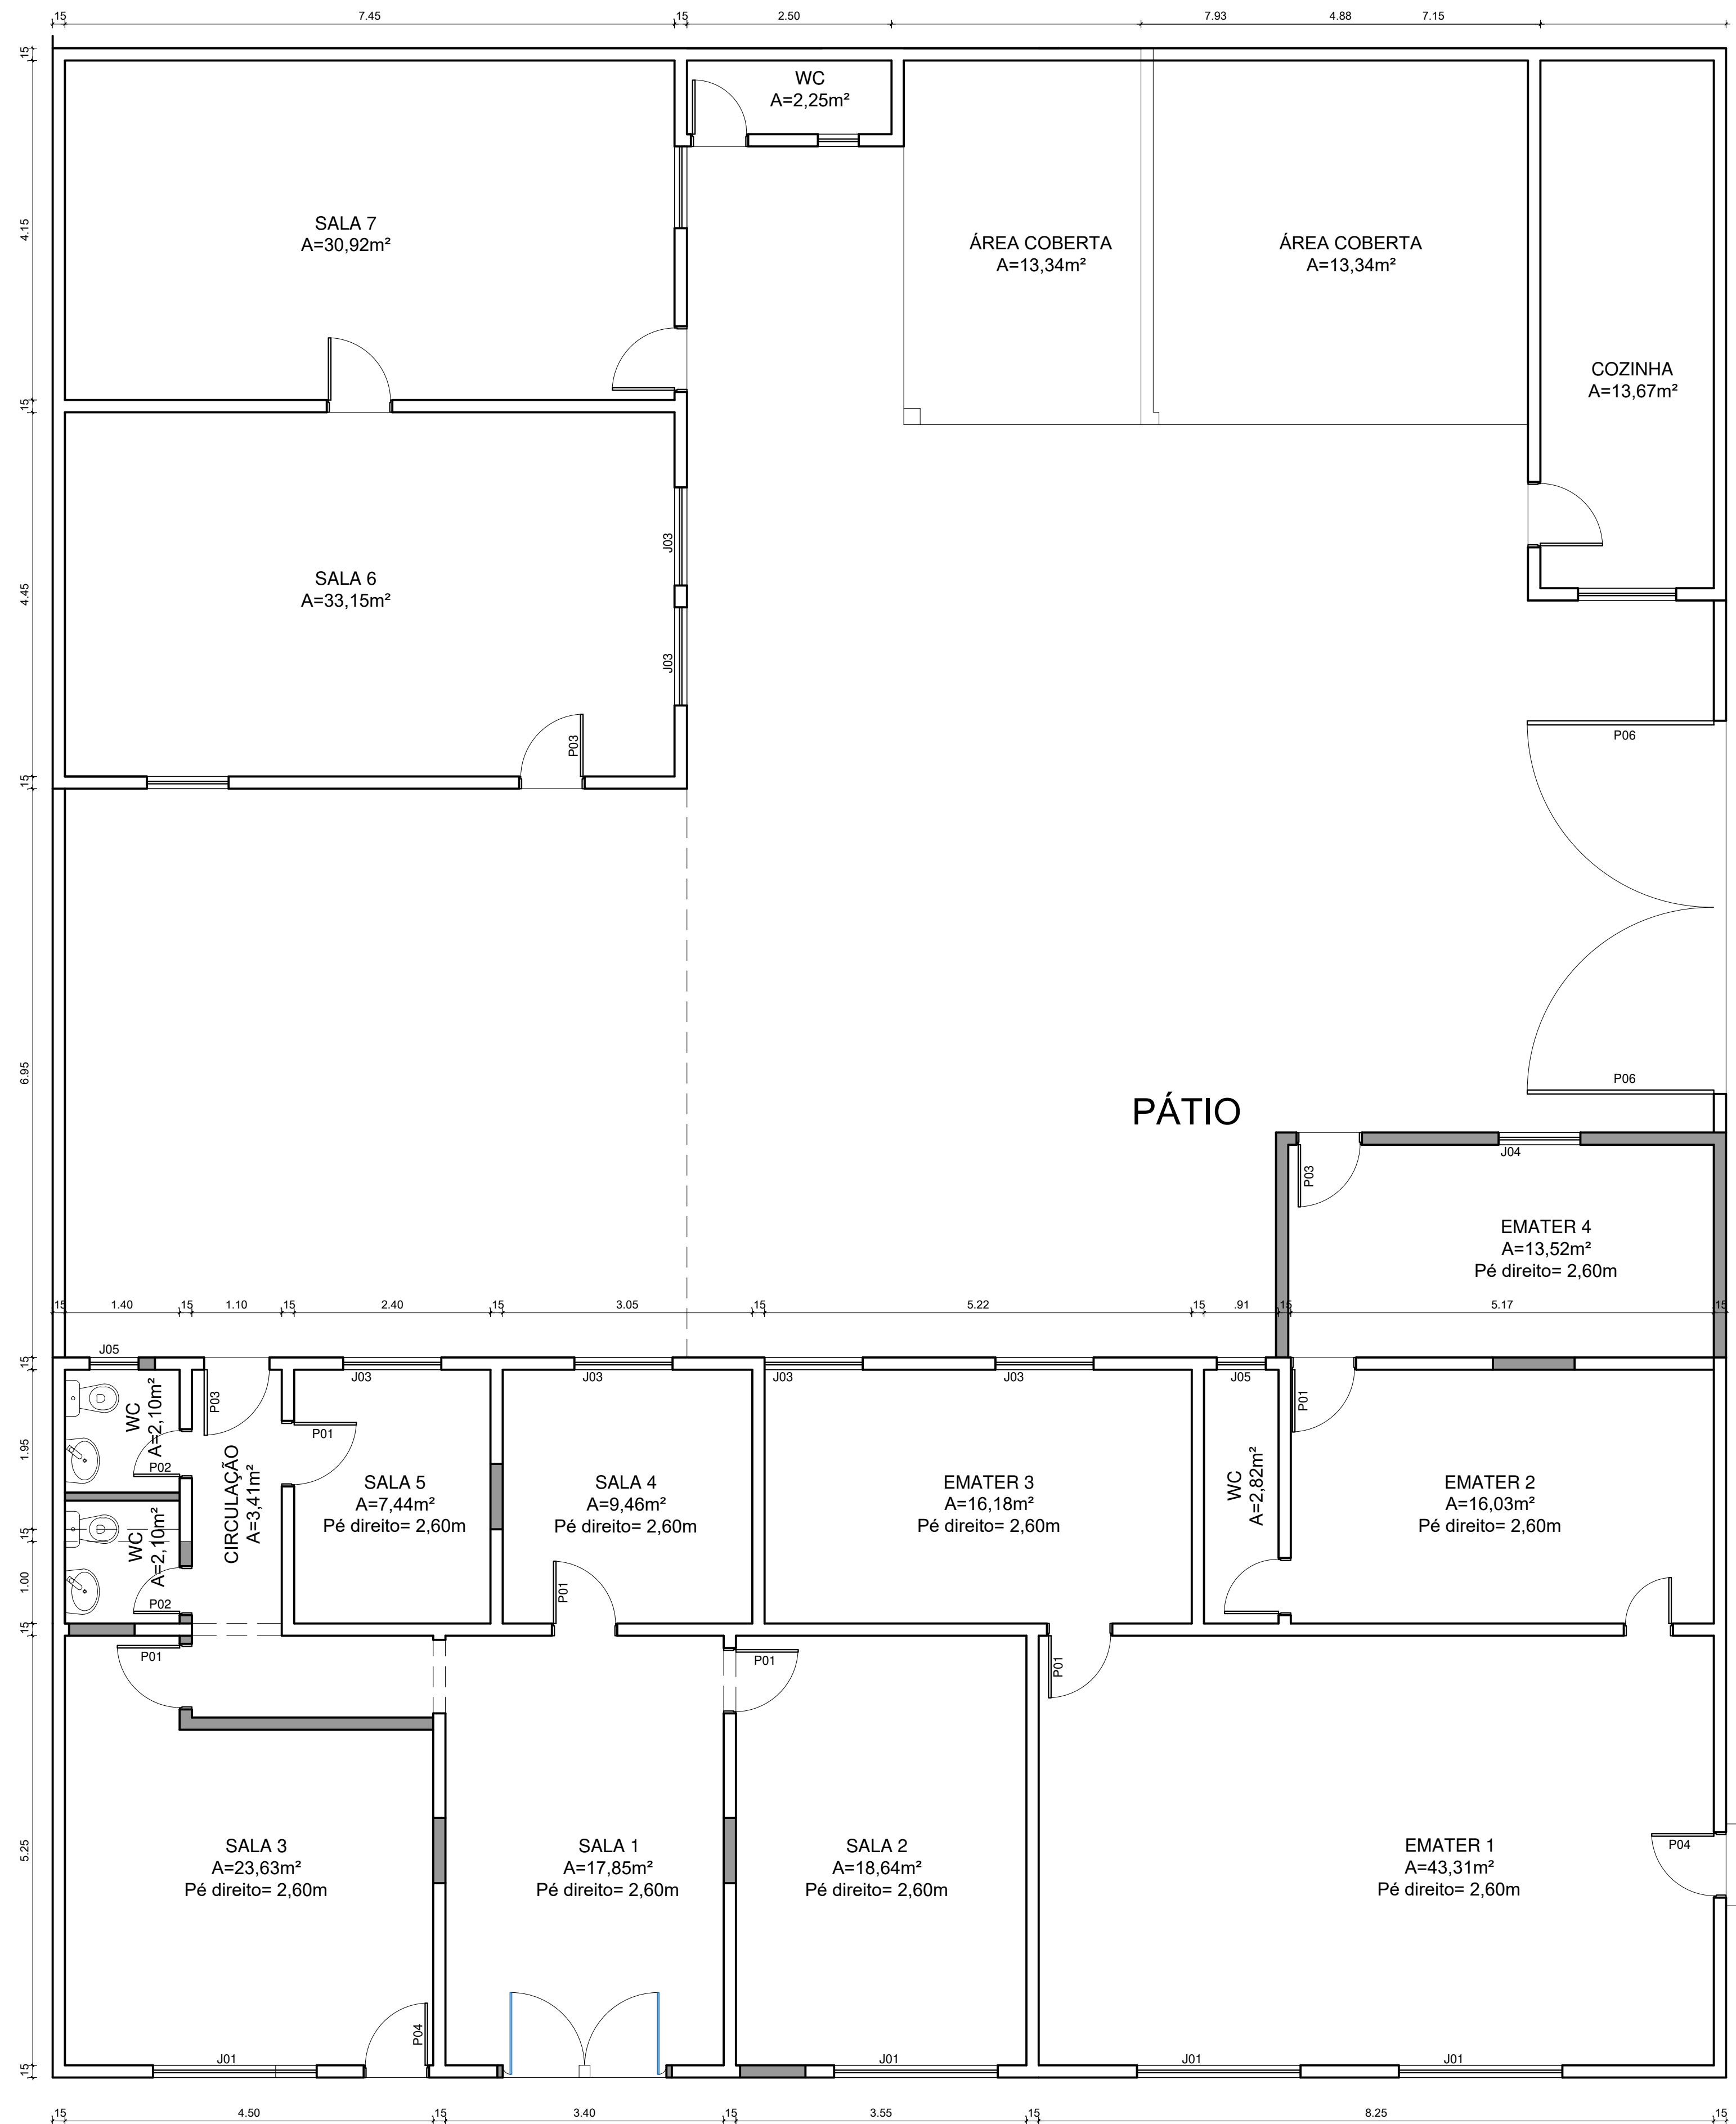 15
7.45
15
2.50
7.93
4.88
7.15
15
WC
A=2,25m²
4.15
SALA 7
A=30,92m²
ÁREA COBERTA
A=13,34m²
ÁREA COBERTA
A=13,34m²
COZINHA
A=13,67m²
15
J03
SALA 6
A=33,15m²
4.45
J03
P03
P06
15
6.95
P06
PÁTIO
J04
P03
EMATER 4
A=13,52m²
Pé direito= 2,60m
15
1.40
15
1.10
15
2.40
15
3.05
15
5.22
15
.91
15
5.17
15
15
J05
J03
J03
J03
J03
J05
WC
A=2,10m²
P03
P01
P01
P02
1.95
CIRCULAÇÃO
A=3,41m²
SALA 5
A=7,44m²
Pé direito= 2,60m
SALA 4
A=9,46m²
Pé direito= 2,60m
EMATER 3
A=16,18m²
Pé direito= 2,60m
WC
A=2,82m²
EMATER 2
A=16,03m²
Pé direito= 2,60m
15
WC
A=2,10m²
P02
1.00
P01
15
P01
P01
P01
5.25
SALA 3
A=23,63m²
Pé direito= 2,60m
SALA 1
A=17,85m²
Pé direito= 2,60m
SALA 2
A=18,64m²
Pé direito= 2,60m
EMATER 1
A=43,31m²
Pé direito= 2,60m
P04
P04
J01
J01
J01
J01
15
15
4.50
15
3.40
15
3.55
15
8.25
15